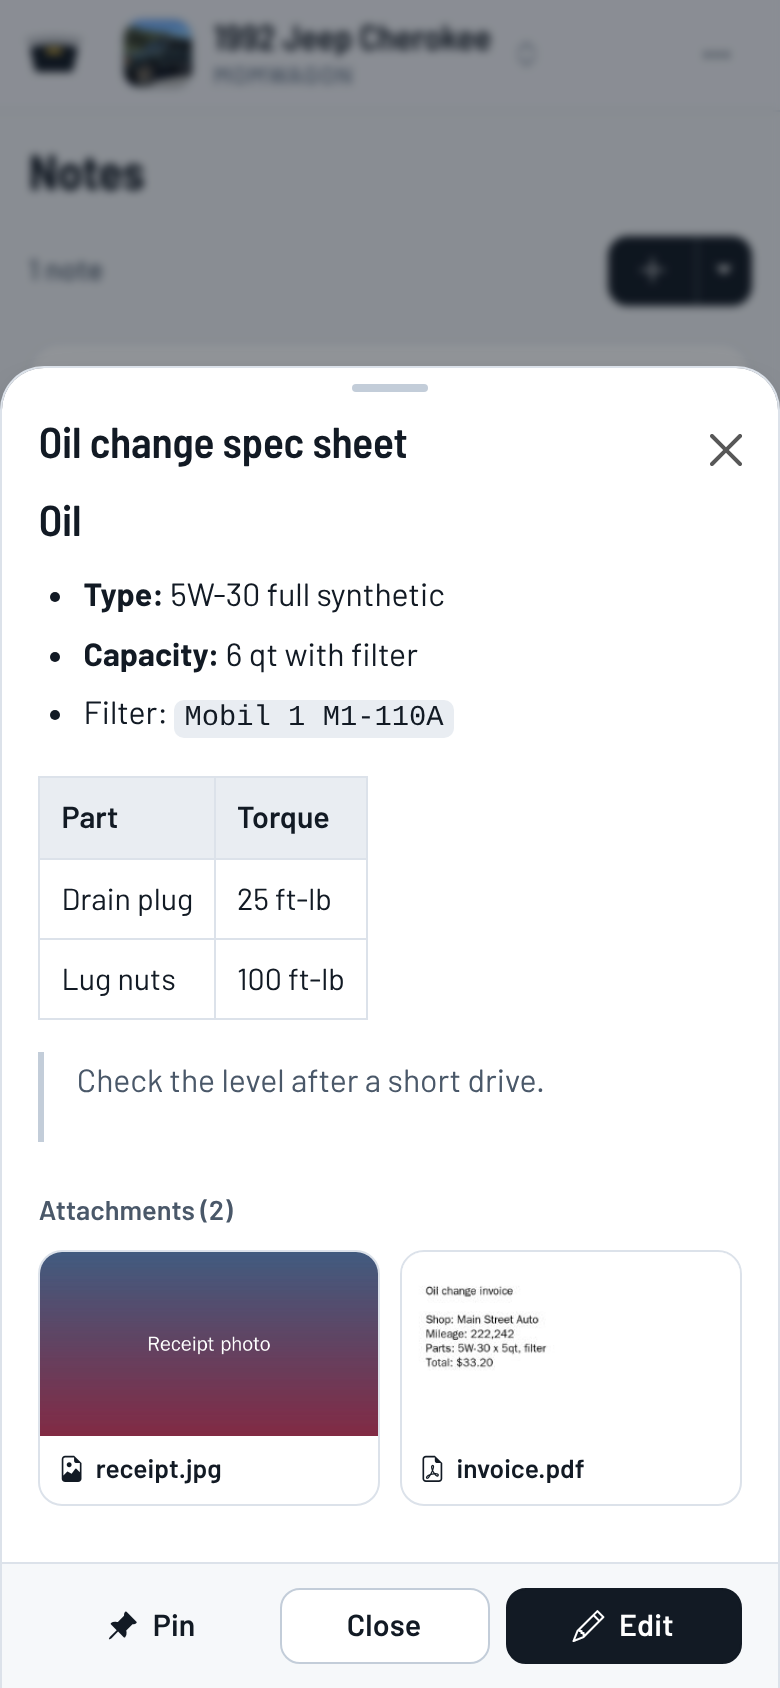 1992 Jeep Cherokee
MOMWAGON
Notes
1 note
Oil change spec sheet
Oil
Type: 5W-30 full synthetic
Capacity: 6 qt with filter
Filter: Mobil 1 M1-110A
Part Torque
Drain plug 25 ft-lb
Lug nuts 100 ft-lb
Check the level after a short drive.
Attachments (2)
Receipt photo
Oil change invoice
Shop: Main Street Auto
Mileage: 222,242
Parts: 5W-30 x 5qt, filter
Total: $33.20
receipt.jpg
invoice.pdf
Pin
Close
Edit